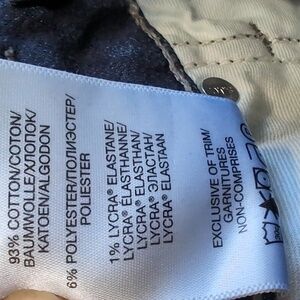 93% COTTON/COTON/
BAUMWOLLE/ХЛОПОК/
KATOEN/ALGODON
6% POLYESTER/ПОЛИЭСТЕР/
POLIESTER
1% LYCRA® ELASTANE/
LYCRA® ÉLASTHANNE/
LYCRA® ELASTHAN/
LYCRA® ЭЛАСТАН
LYCRA® ELASTAAN/
EXCLUSIVE OF TRIM/
GARNITURES
NON-COMPRISES